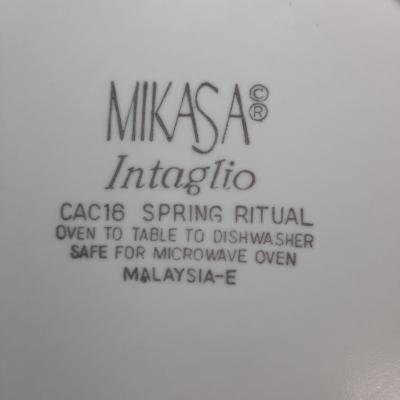 MIKASA ©®
Intaglio
CAC16 SPRING RITUAL
OVEN TO TABLE TO DISHWASHER
SAFE FOR MICROWAVE OVEN
MALAYSIA-E